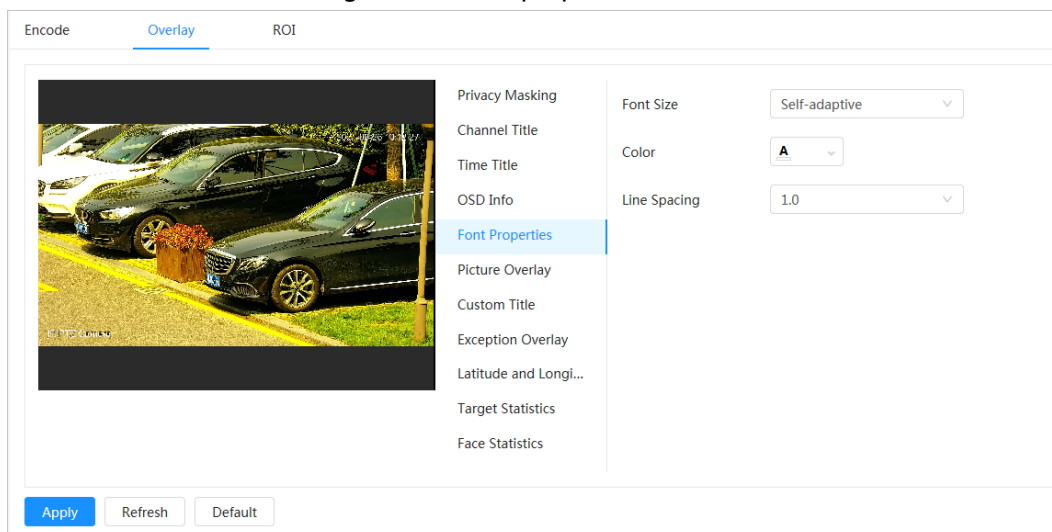 Encode
Overlay
ROI
Privacy Masking
Channel Title
Time Title
OSD Info
Font Properties
Picture Overlay
Custom Title
Exception Overlay
Latitude and Longi...
Target Statistics
Face Statistics
Font Size
Self-adaptive
Color
A
Line Spacing
1.0
Apply
Refresh
Default